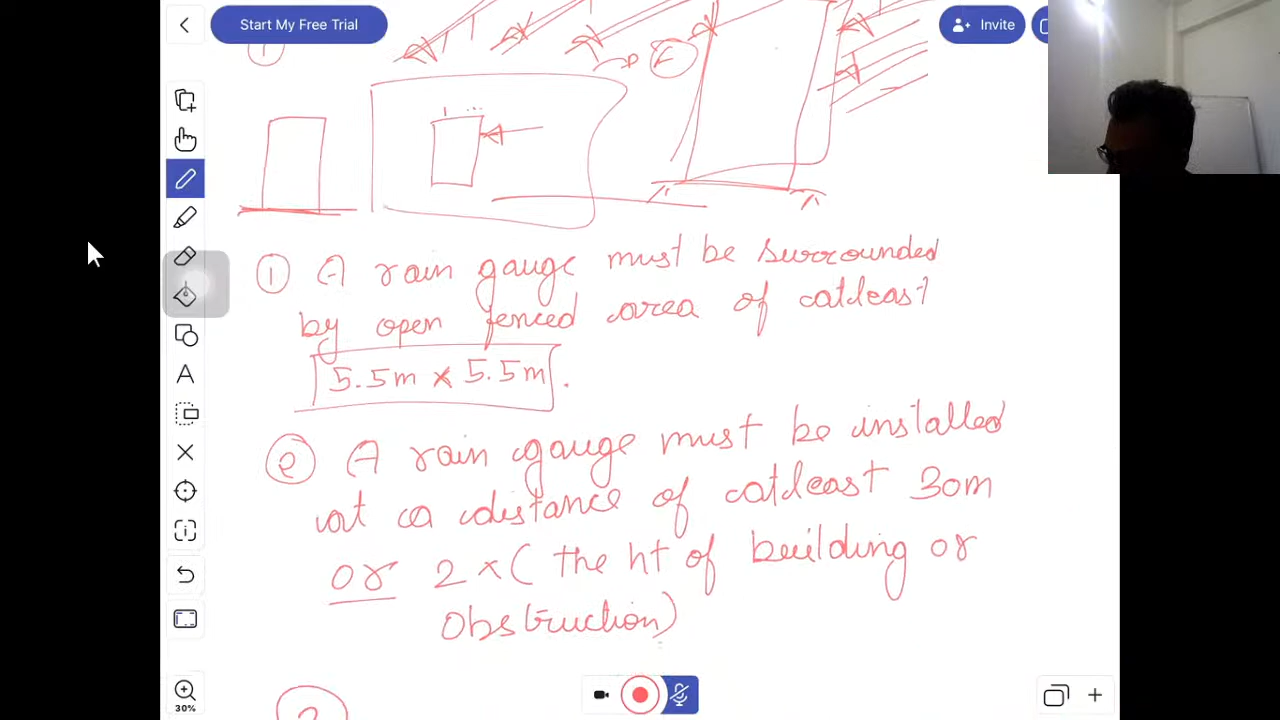 Start My Free Trial
Invite
1
E
① A rain gauge must be surrounded
by open fenced area of atleast
5.5m × 5.5m.
② A rain gauge must be installed
at a distance of atleast 30m
or 2 × ( the ht of building or
obstruction)
A
30%